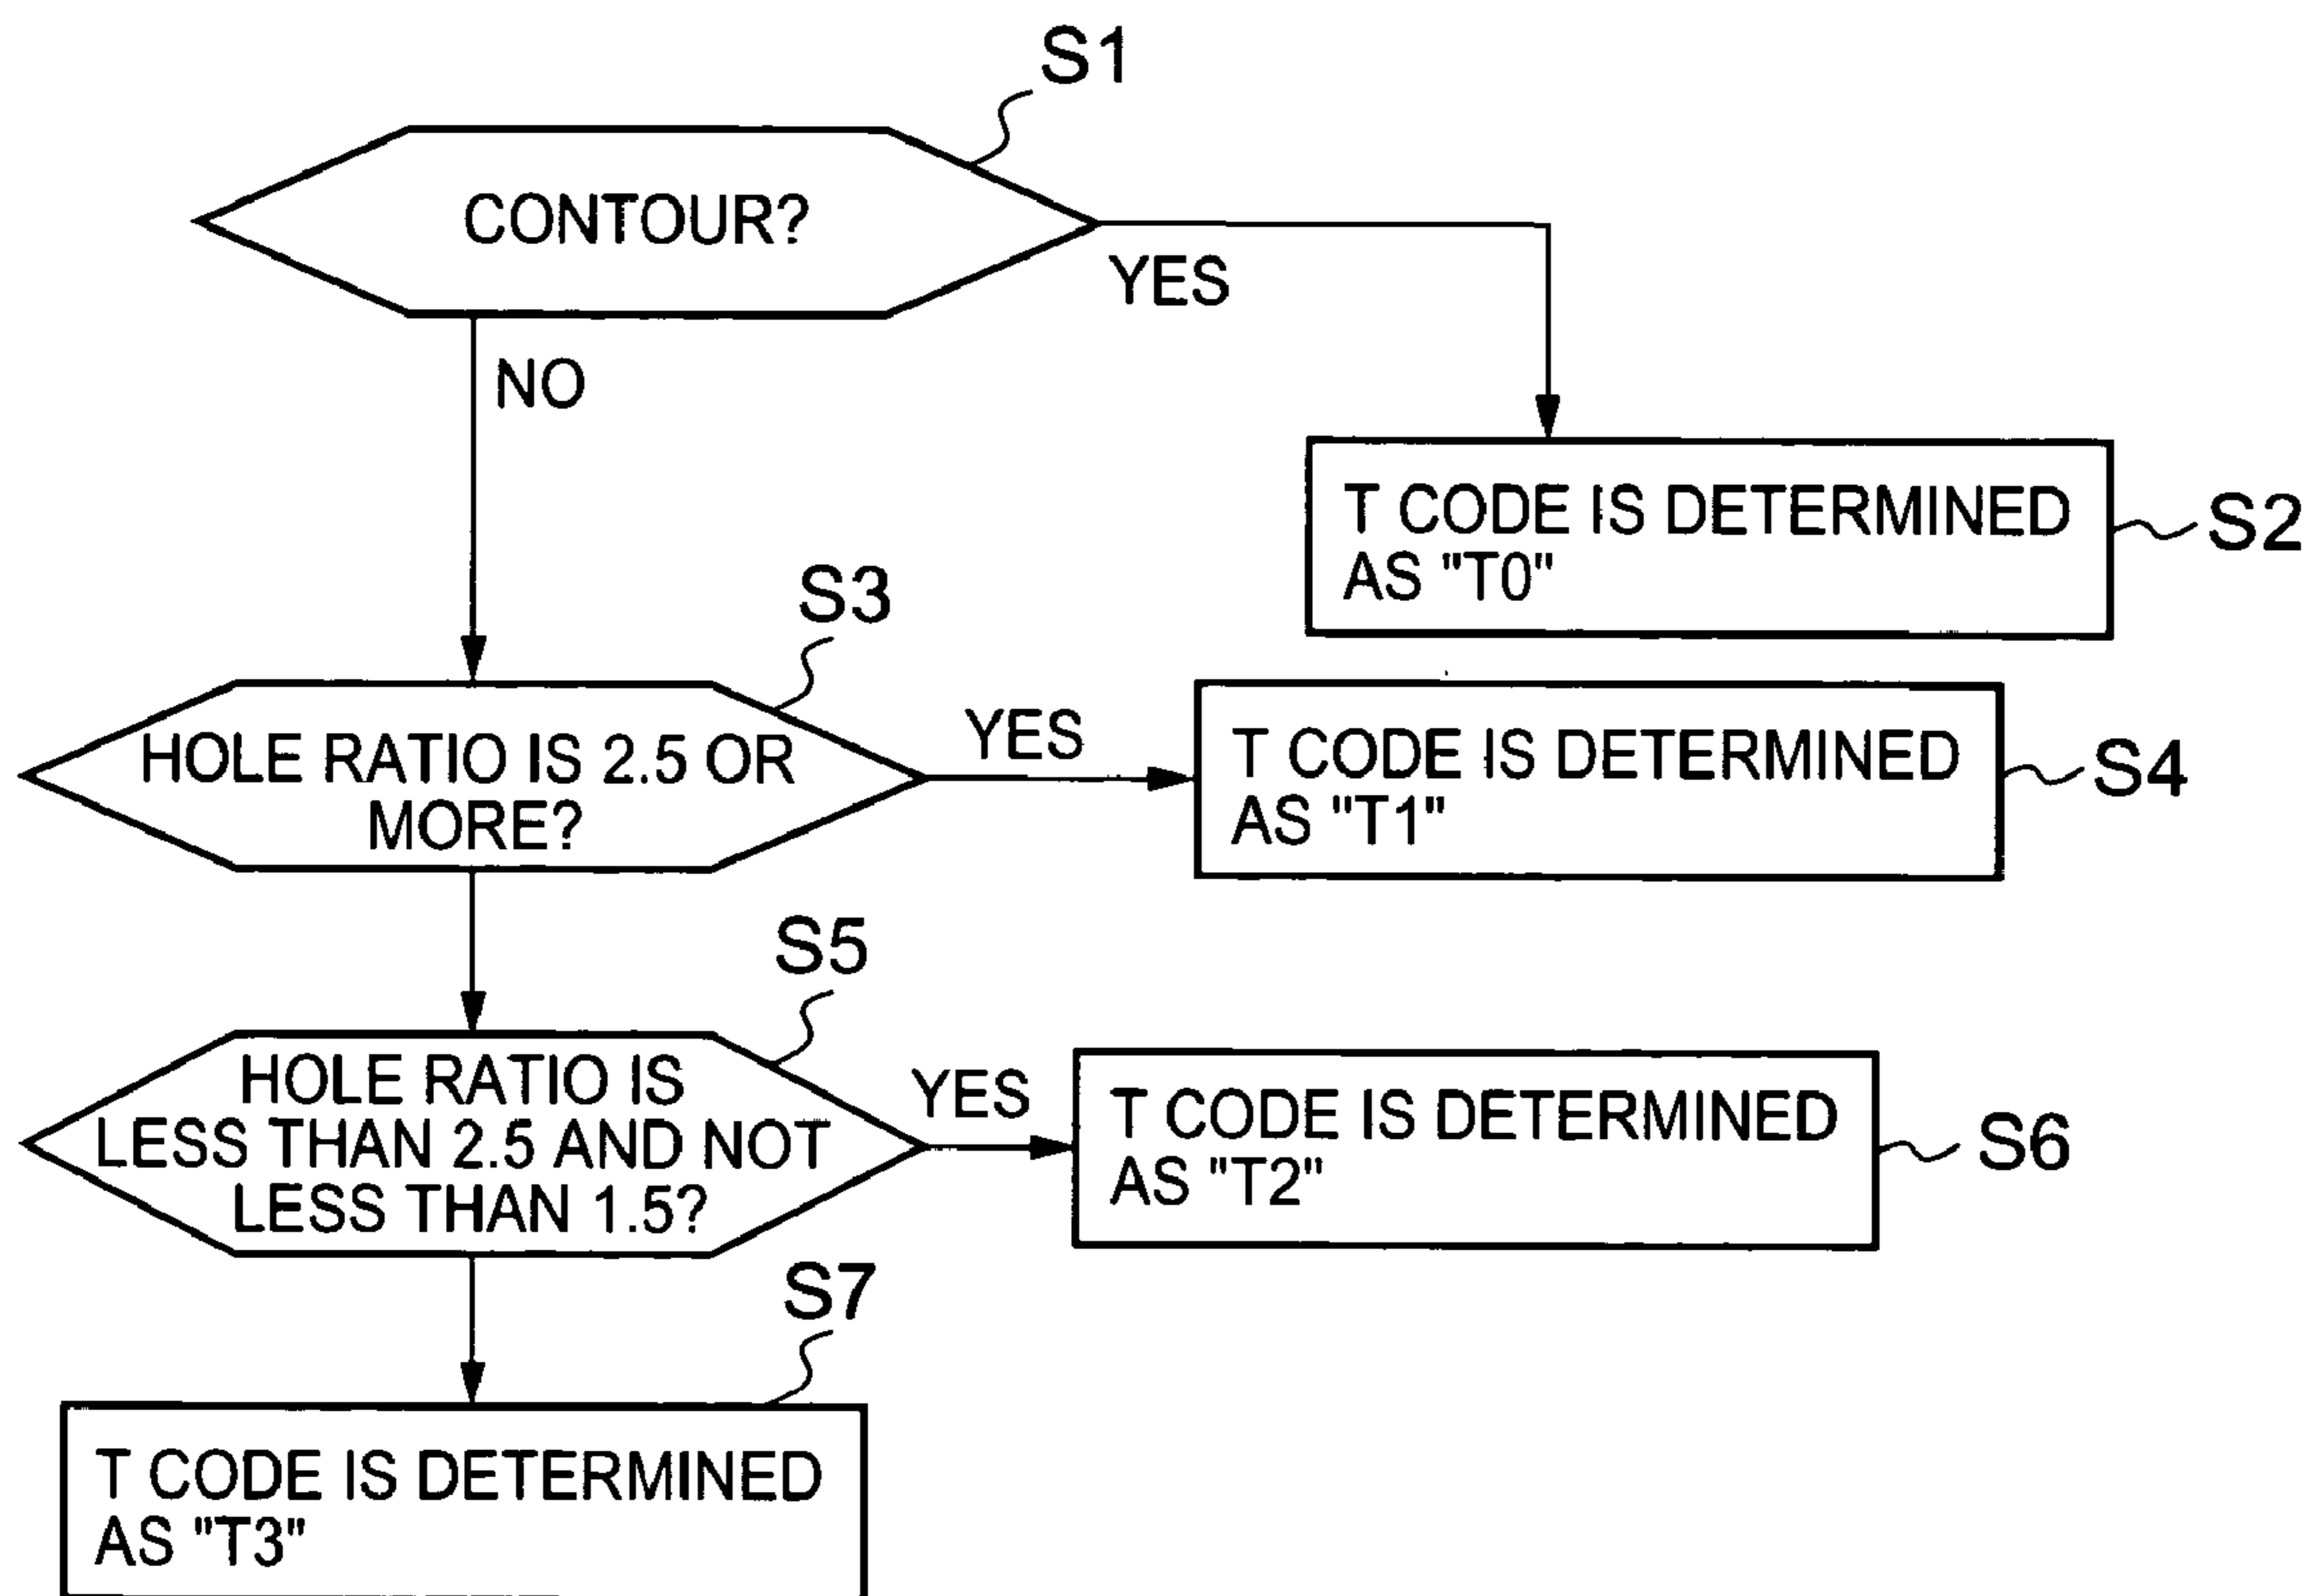 S1
CONTOUR?
YES
NO
T CODE IS DETERMINED
AS "T0"
S2
S3
HOLE RATIO IS 2.5 OR
MORE?
YES
T CODE IS DETERMINED
AS "T1"
S4
S5
HOLE RATIO IS
LESS THAN 2.5 AND NOT
LESS THAN 1.5?
YES
T CODE IS DETERMINED
AS "T2"
S6
S7
T CODE IS DETERMINED
AS "T3"